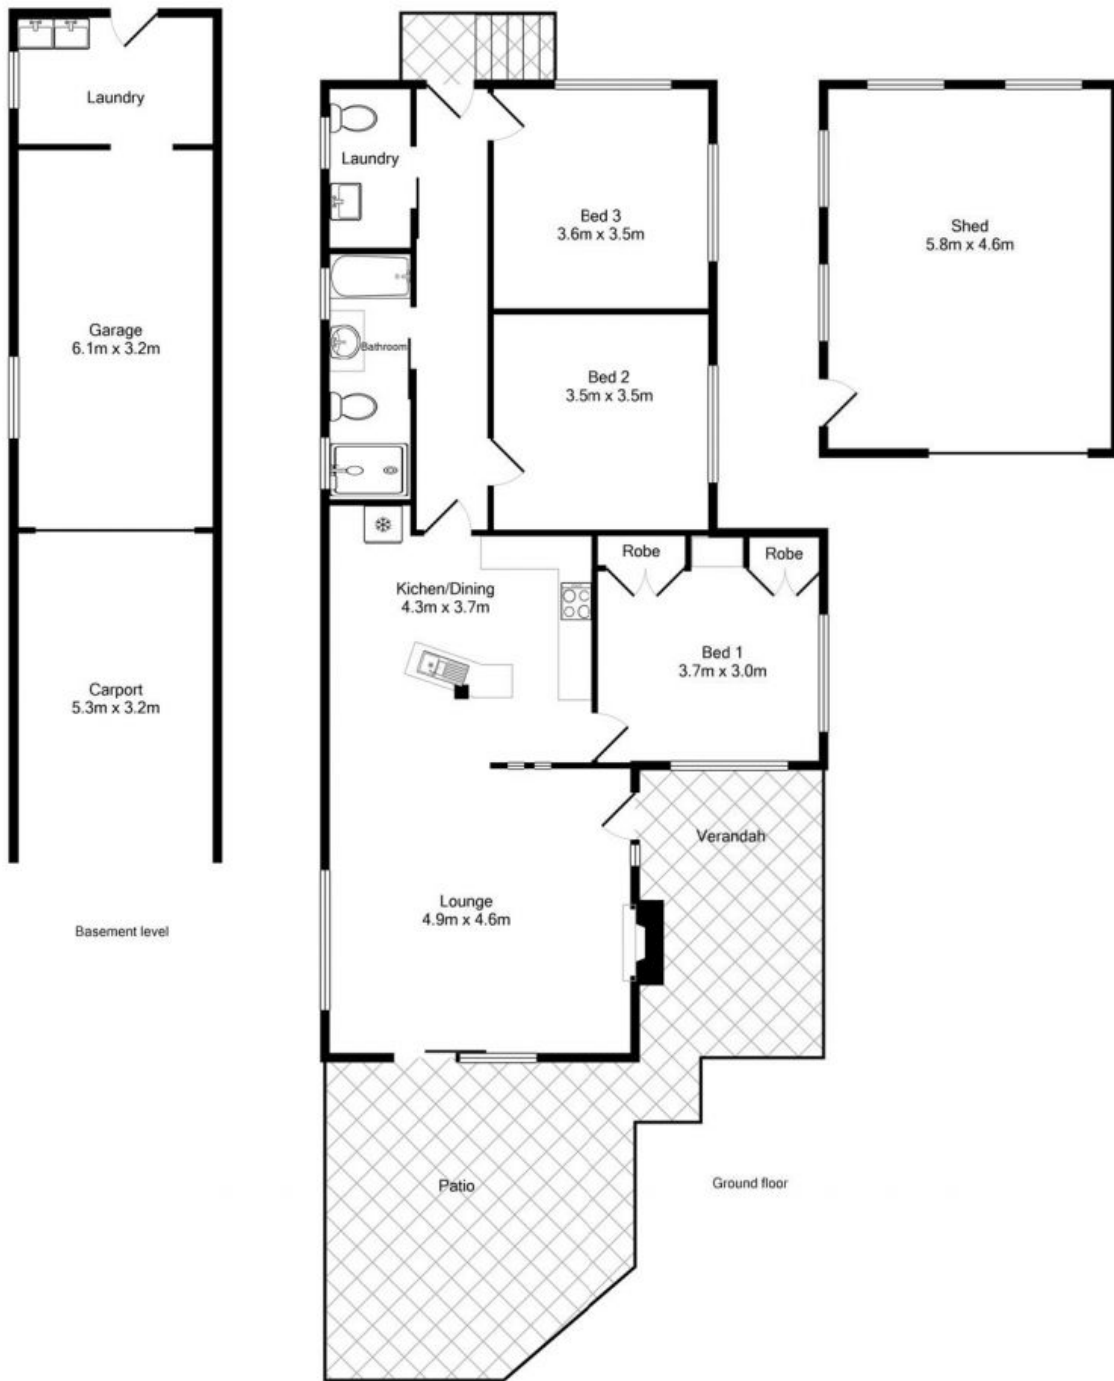 Laundry
Garage
6.1m x 3.2m
Carport
5.3m x 3.2m
Basement level
Laundry
Bathroom
Bed 3
3.6m x 3.5m
Bed 2
3.5m x 3.5m
Kichen/Dining
4.3m x 3.7m
Robe
Robe
Bed 1
3.7m x 3.0m
Lounge
4.9m x 4.6m
Verandah
Patio
Ground floor
Shed
5.8m x 4.6m